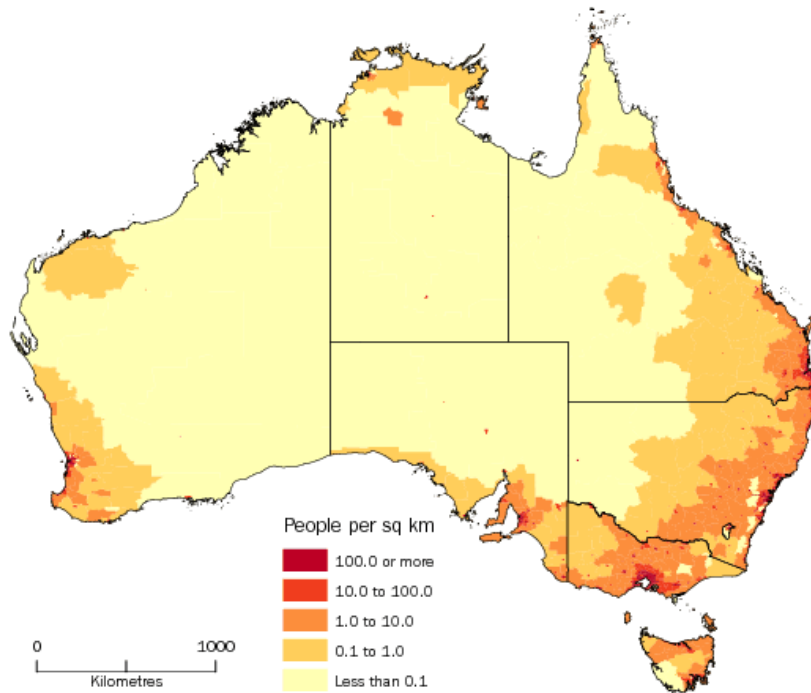 People per sq km
100.0 or more
10.0 to 100.0
1.0 to 10.0
0.1 to 1.0
Less than 0.1
0 1000
Kilometres